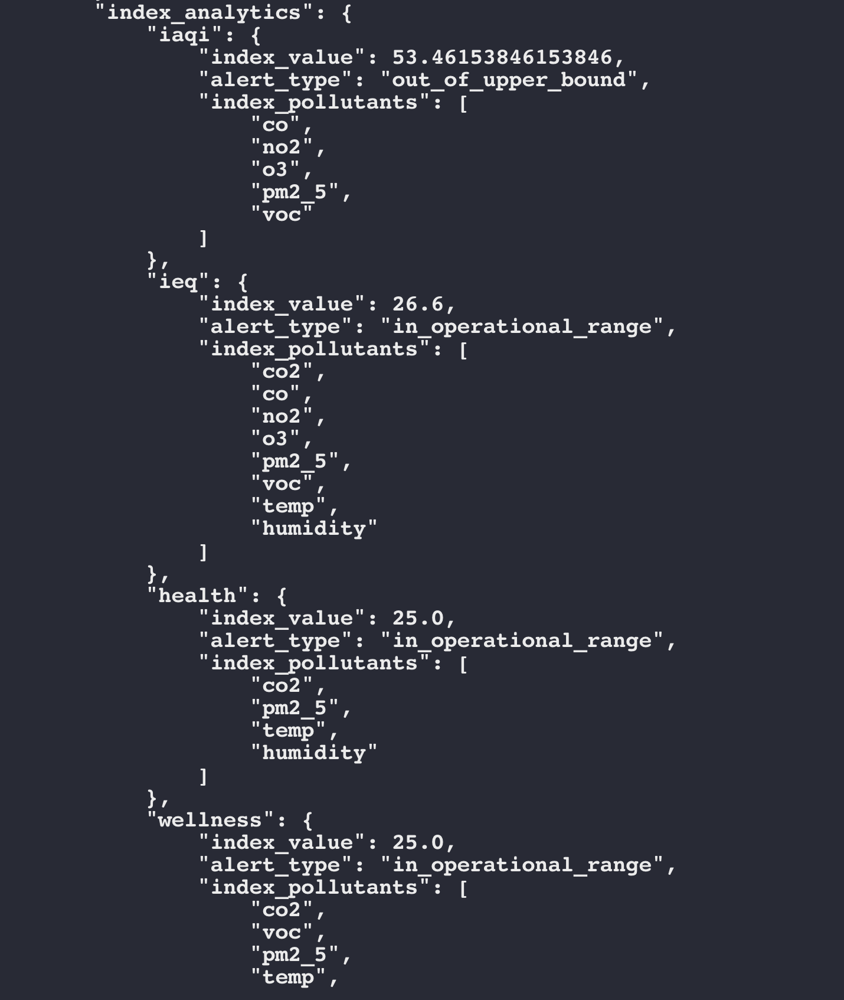 "index_analytics": {
"iaqi": {
"index_value": 53.46153846153846,
"alert_type": "out_of_upper_bound",
"index_pollutants": [
"co",
"no2",
"o3",
"pm2_5",
"voc"
]
},
"ieq": {
"index_value": 26.6,
"alert_type": "in_operational_range",
"index_pollutants": [
"co2",
"co",
"no2",
"o3",
"pm2_5",
"voc",
"temp",
"humidity"
]
},
"health": {
"index_value": 25.0,
"alert_type": "in_operational_range",
"index_pollutants": [
"co2",
"pm2_5",
"temp",
"humidity"
]
},
"wellness": {
"index_value": 25.0,
"alert_type": "in_operational_range",
"index_pollutants": [
"co2",
"voc",
"pm2_5",
"temp",